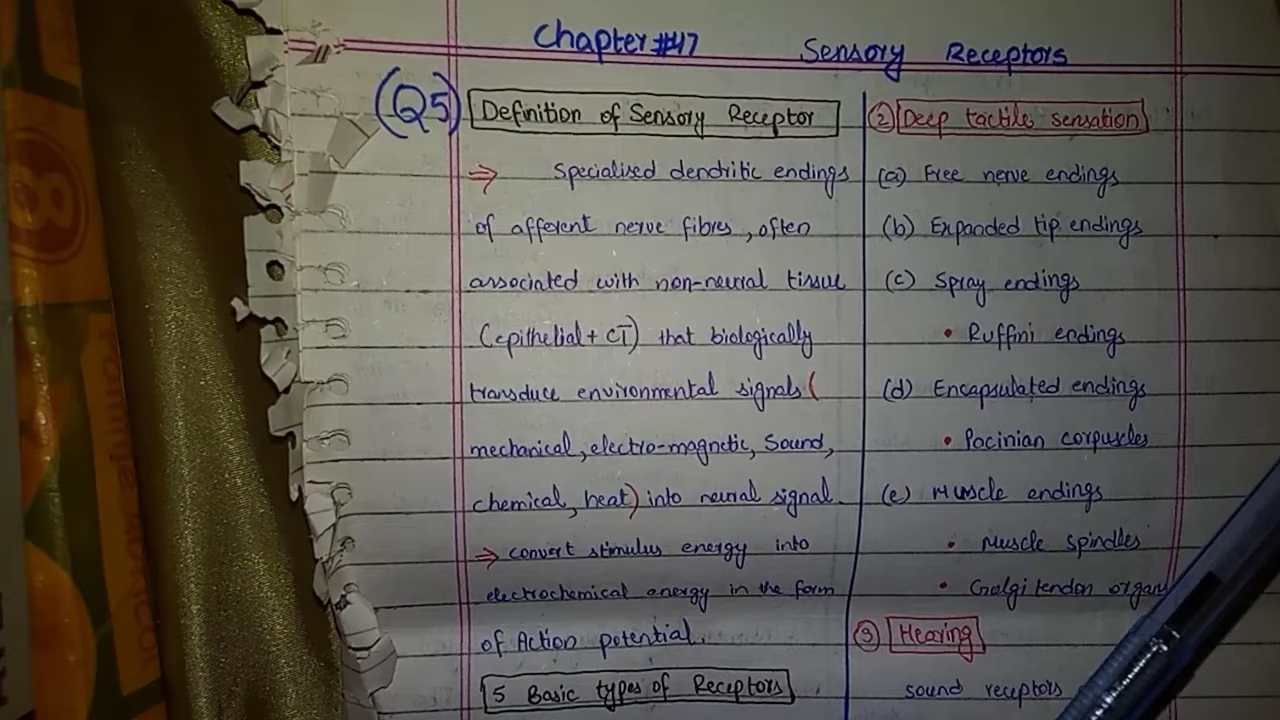 Chapter #47 Sensory Receptors
(Q5) Definition of Sensory Receptor
⇒ Specialised dendritic endings
of afferent nerve fibres, often
associated with non-neural tissue
(epithelial + CT) that biologically
transduce environmental signals (
mechanical, electro-magnetic, Sound,
chemical, heat) into neural signal.
⇒ convert stimulus energy into
electrochemical energy in the form
of Action potential.
5 Basic types of Receptors
② Deep tactile sensation
(a) Free nerve endings
(b) Expanded tip endings
(c) Spray endings
• Ruffini endings
(d) Encapsulated endings
• Pacinian corpuscles
(e) Muscle endings
• Muscle spindles
• Golgi tendon organs
③ Hearing
sound receptors